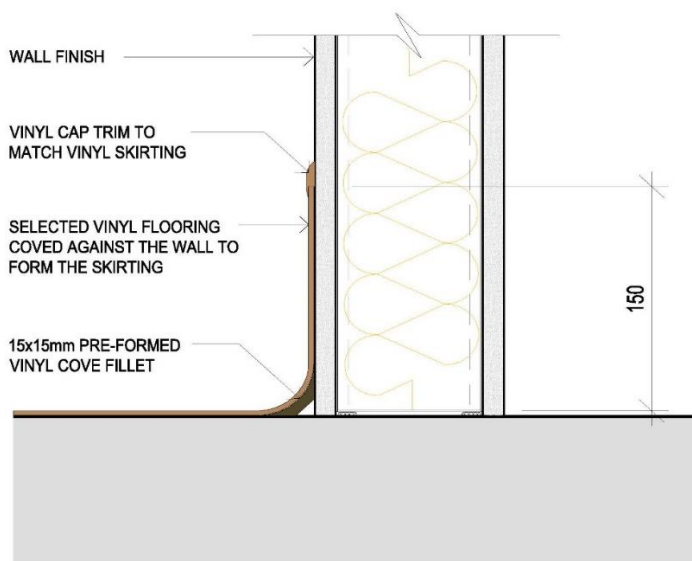 WALL FINISH
VINYL CAP TRIM TO
MATCH VINYL SKIRTING
SELECTED VINYL FLOORING
COVED AGAINST THE WALL TO
FORM THE SKIRTING
150
15x15mm PRE-FORMED
VINYL COVE FILLET